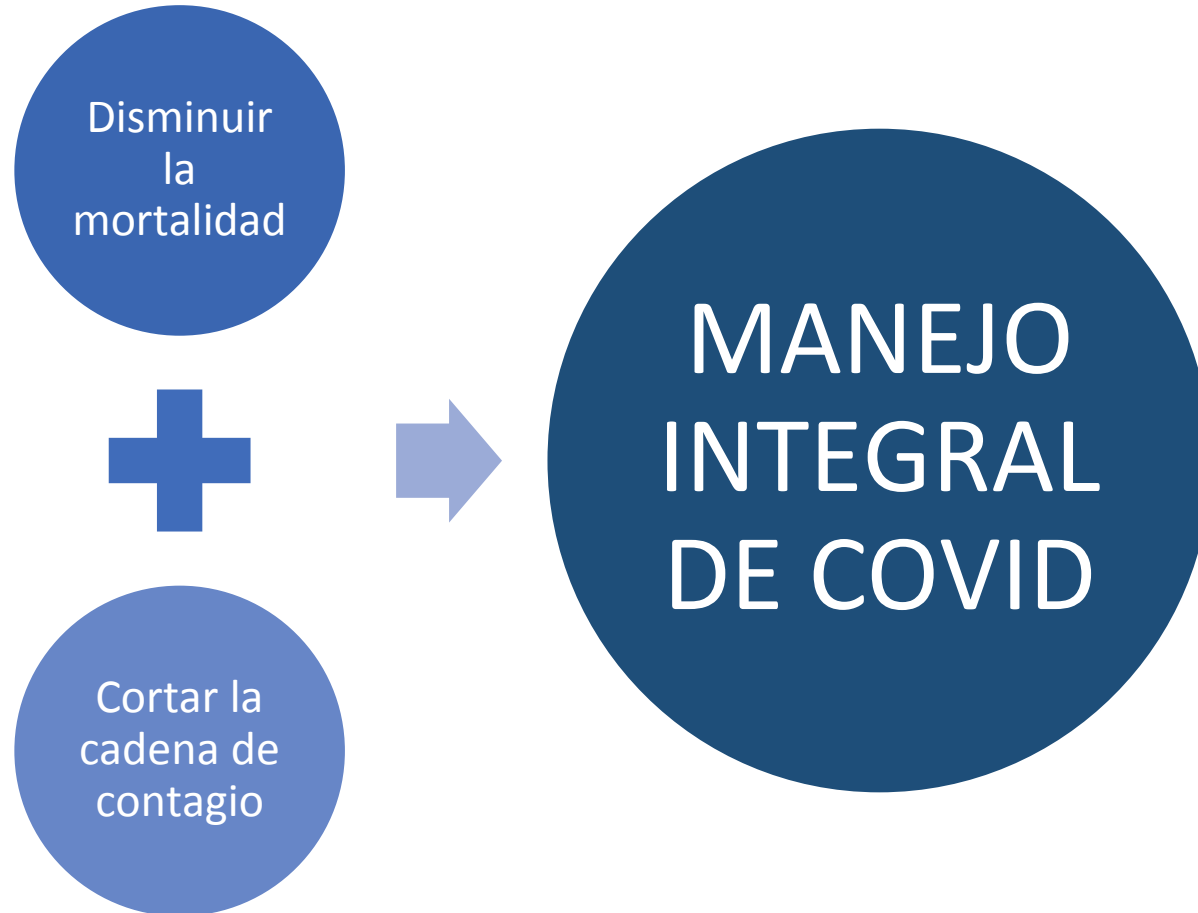 Disminuir
la
mortalidad
Cortar la
cadena de
contagio
MANEJO
INTEGRAL
DE COVID